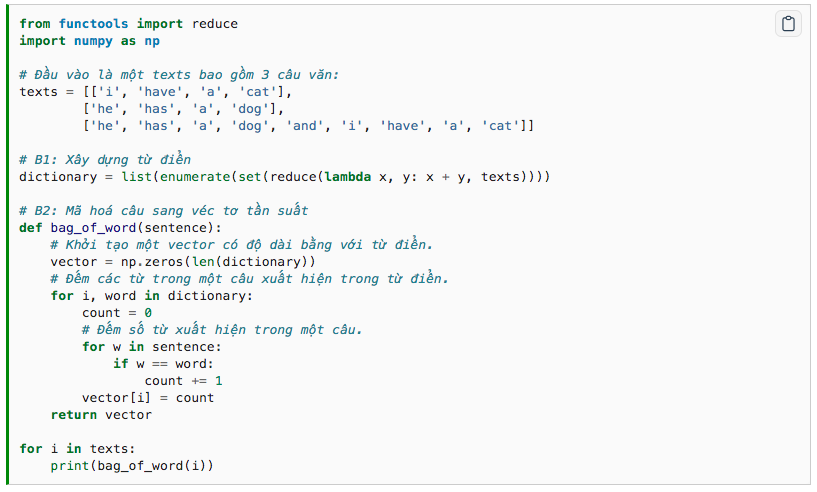 from functools import reduce
import numpy as np

# Đầu vào là một texts bao gồm 3 câu văn:
texts = [['i', 'have', 'a', 'cat'],
        ['he', 'has', 'a', 'dog'],
        ['he', 'has', 'a', 'dog', 'and', 'i', 'have', 'a', 'cat']]

# B1: Xây dựng từ điển
dictionary = list(enumerate(set(reduce(lambda x, y: x + y, texts))))

# B2: Mã hoá câu sang véc tơ tần suất
def bag_of_word(sentence):
    # Khởi tạo một vector có độ dài bằng với từ điển.
    vector = np.zeros(len(dictionary))
    # Đếm các từ trong một câu xuất hiện trong từ điển.
    for i, word in dictionary:
        count = 0
        # Đếm số từ xuất hiện trong một câu.
        for w in sentence:
            if w == word:
                count += 1
        vector[i] = count
    return vector

for i in texts:
    print(bag_of_word(i))